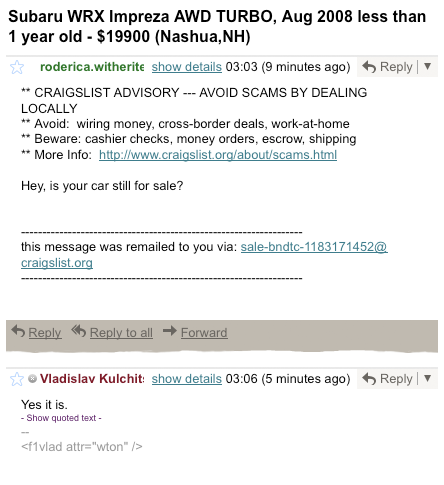 Subaru WRX Impreza AWD TURBO, Aug 2008 less than
1 year old - $19900 (Nashua,NH)
roderica.witherite show details 03:03 (9 minutes ago) Reply
** CRAIGSLIST ADVISORY --- AVOID SCAMS BY DEALING
LOCALLY
** Avoid: wiring money, cross-border deals, work-at-home
** Beware: cashier checks, money orders, escrow, shipping
** More Info: http://www.craigslist.org/about/scams.html
Hey, is your car still for sale?
------------------------------------------------------------------
this message was remailed to you via: sale-bndtc-1183171452@
craigslist.org
------------------------------------------------------------------
Reply Reply to all Forward
Vladislav Kulchits show details 03:06 (5 minutes ago) Reply
Yes it is.
- Show quoted text -
--
<f1vlad attr="wton" />